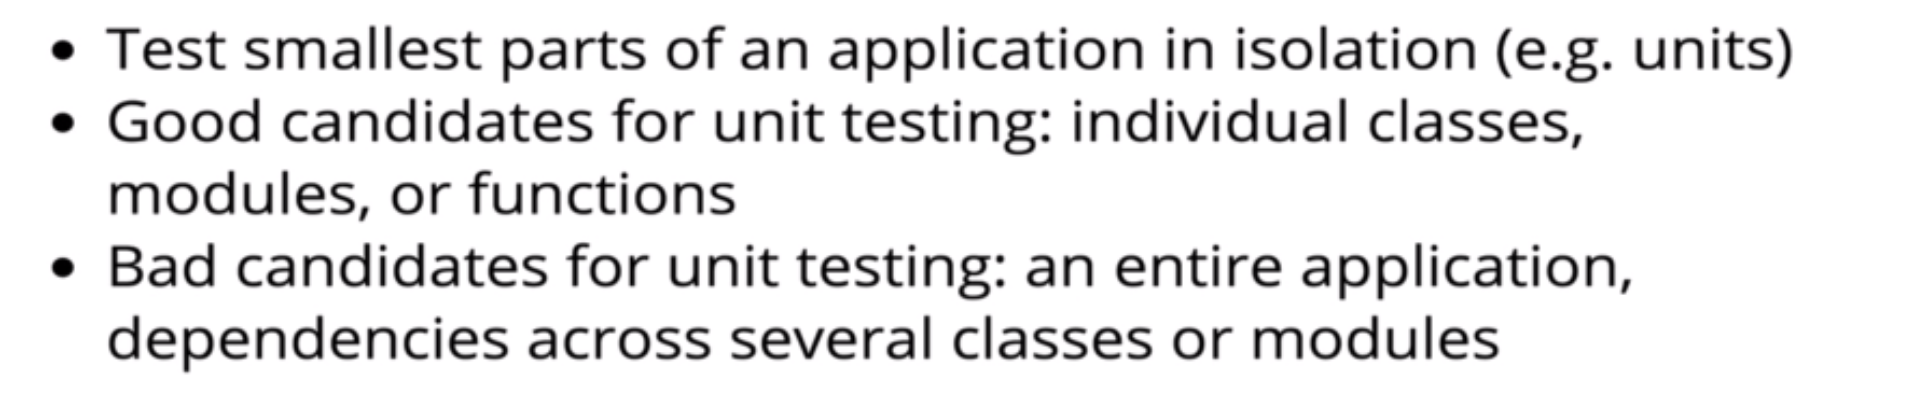 • Test smallest parts of an application in isolation (e.g. units)
• Good candidates for unit testing: individual classes,
modules, or functions
• Bad candidates for unit testing: an entire application,
dependencies across several classes or modules